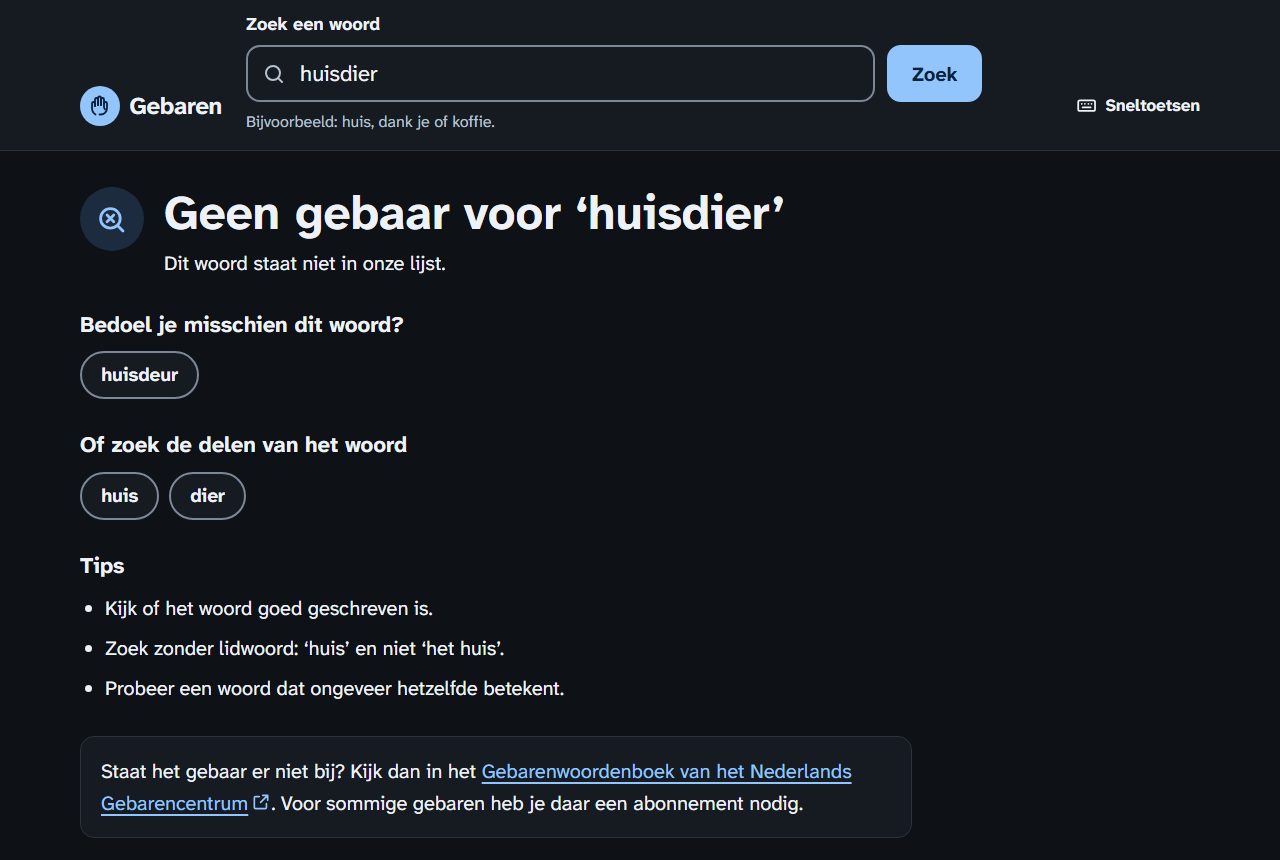 Zoek een woord
huisdier
Zoek
Gebaren
Bijvoorbeeld: huis, dank je of koffie.
Sneltoetsen
Geen gebaar voor ‘huisdier’
Dit woord staat niet in onze lijst.
Bedoel je misschien dit woord?
huisdeur
Of zoek de delen van het woord
huis
dier
Tips
• Kijk of het woord goed geschreven is.
• Zoek zonder lidwoord: ‘huis’ en niet ‘het huis’.
• Probeer een woord dat ongeveer hetzelfde betekent.
Staat het gebaar er niet bij? Kijk dan in het Gebarenwoordenboek van het Nederlands
Gebarencentrum. Voor sommige gebaren heb je daar een abonnement nodig.